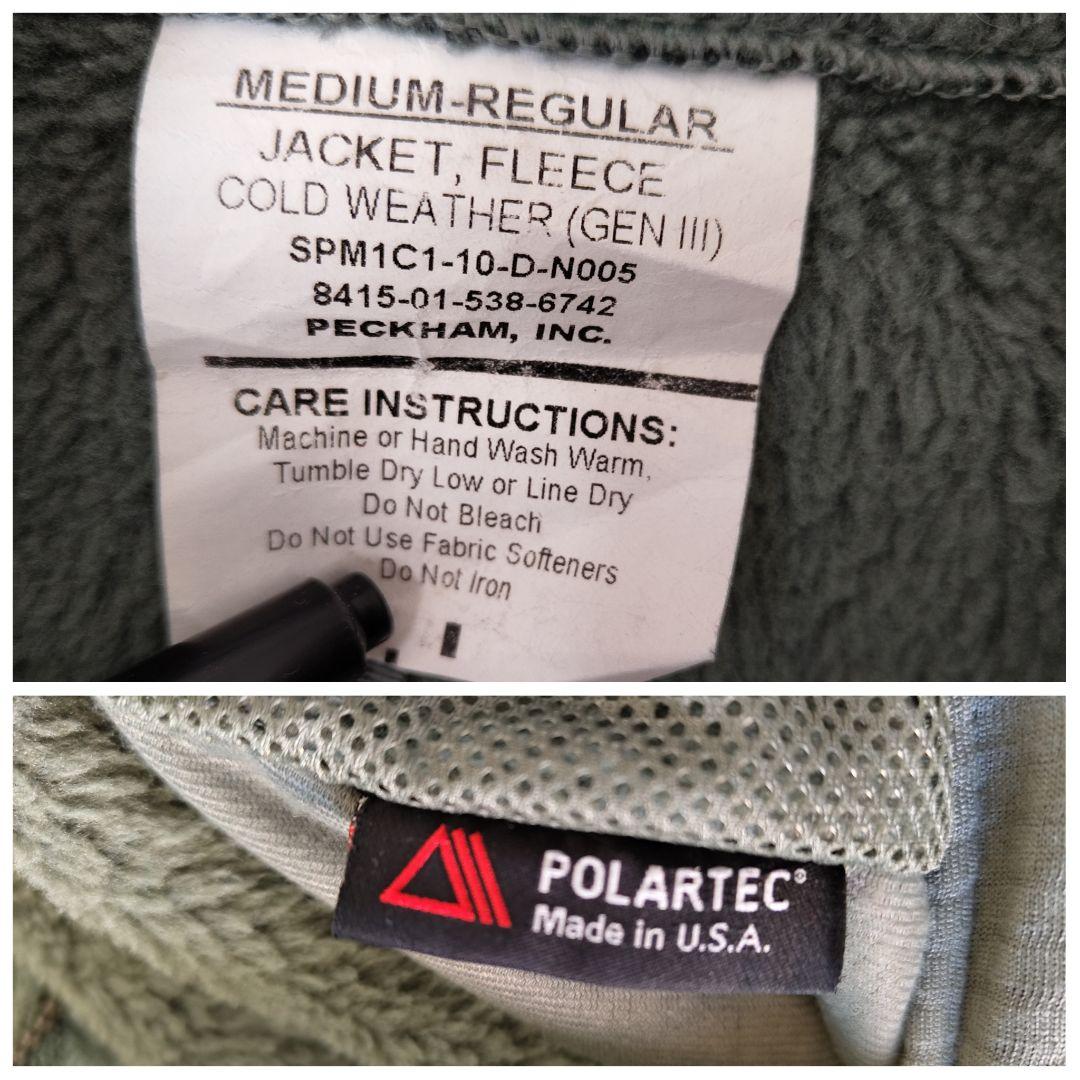 MEDIUM-REGULAR
JACKET, FLEECE
COLD WEATHER (GEN III)
SPM1C1-10-D-N005
8415-01-538-6742
PECKHAM, INC.
CARE INSTRUCTIONS:
Machine or Hand Wash Warm,
Tumble Dry Low or Line Dry
Do Not Bleach
Do Not Use Fabric Softeners
Do Not Iron
POLARTEC®
Made in U.S.A.